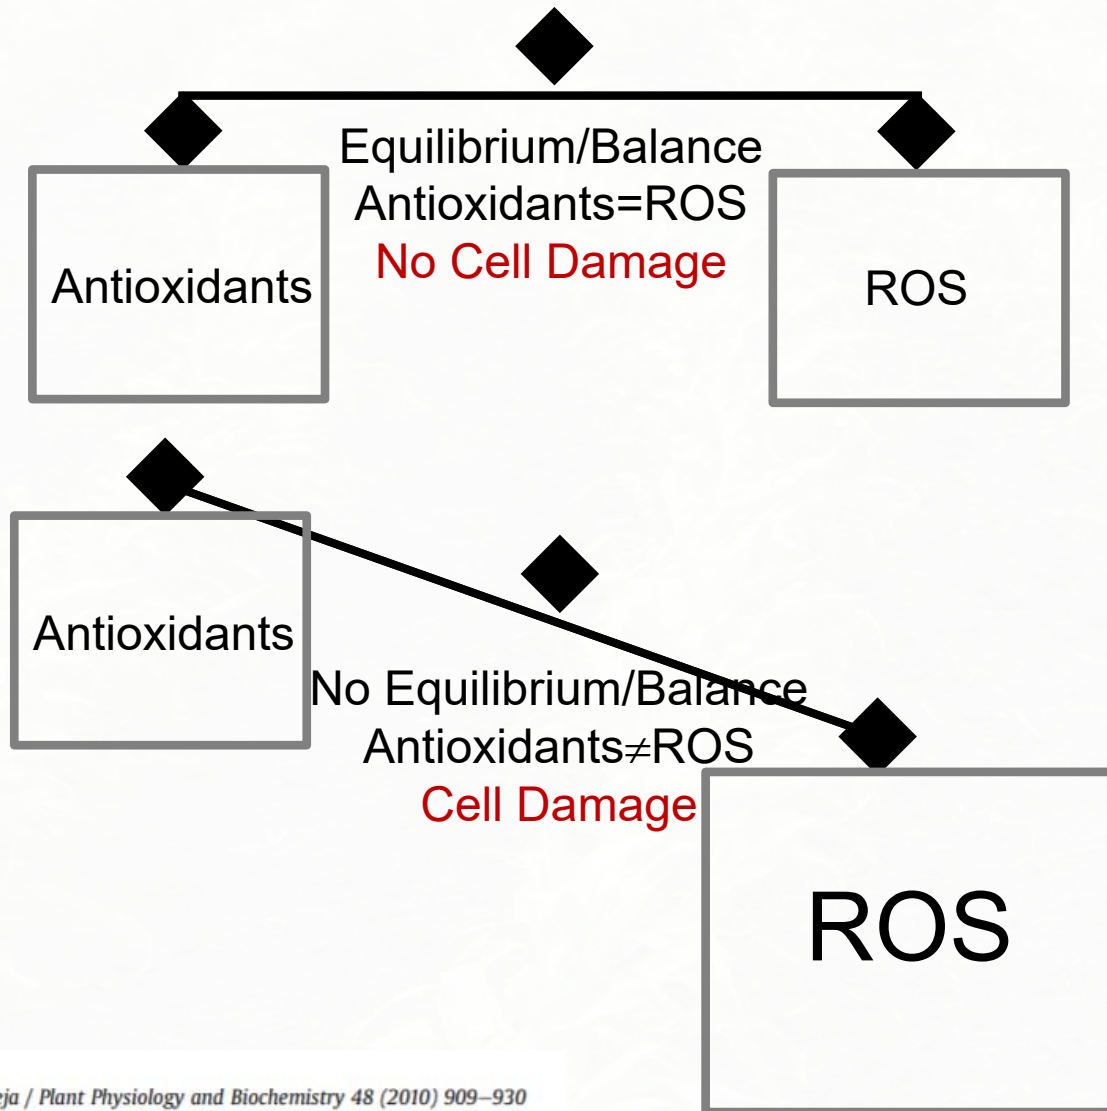 Equilibrium/Balance
Antioxidants=ROS
No Cell Damage
Antioxidants
ROS
Antioxidants
No Equilibrium/Balance
Antioxidants≠ROS
Cell Damage
ROS
/ Plant Physiology and Biochemistry 48 (2010) 909–930